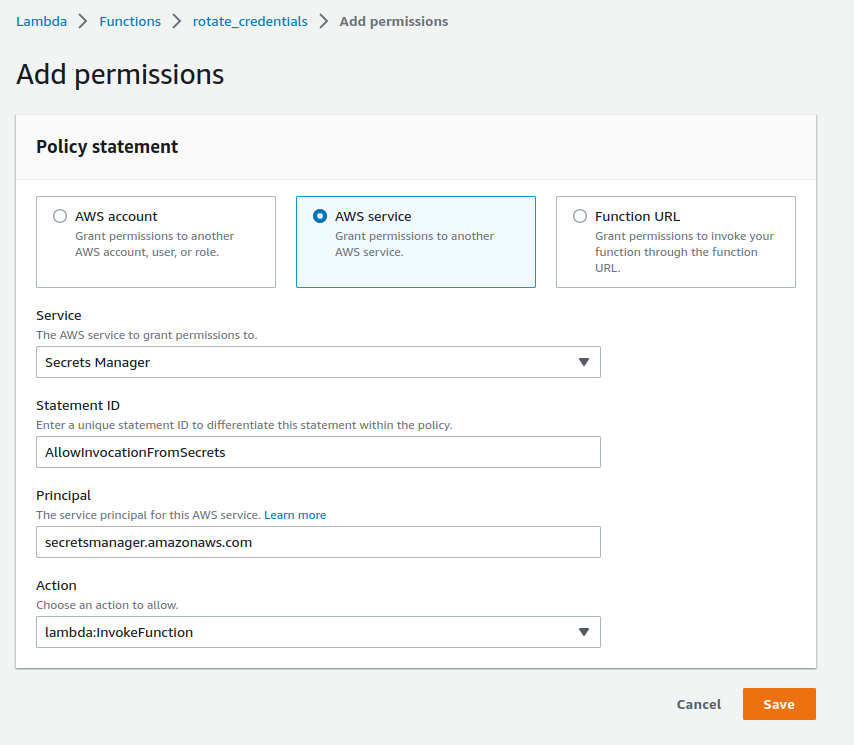 Lambda > Functions > rotate_credentials > Add permissions
Add permissions
Policy statement
AWS account
Grant permissions to another
AWS account, user, or role.
AWS service
Grant permissions to another
AWS service.
Function URL
Grant permissions to invoke your
function through the function
URL.
Service
The AWS service to grant permissions to.
Secrets Manager
Statement ID
Enter a unique statement ID to differentiate this statement within the policy.
AllowInvocationFromSecrets
Principal
The service principal for this AWS service. Learn more
secretsmanager.amazonaws.com
Action
Choose an action to allow.
lambda:InvokeFunction
Cancel Save